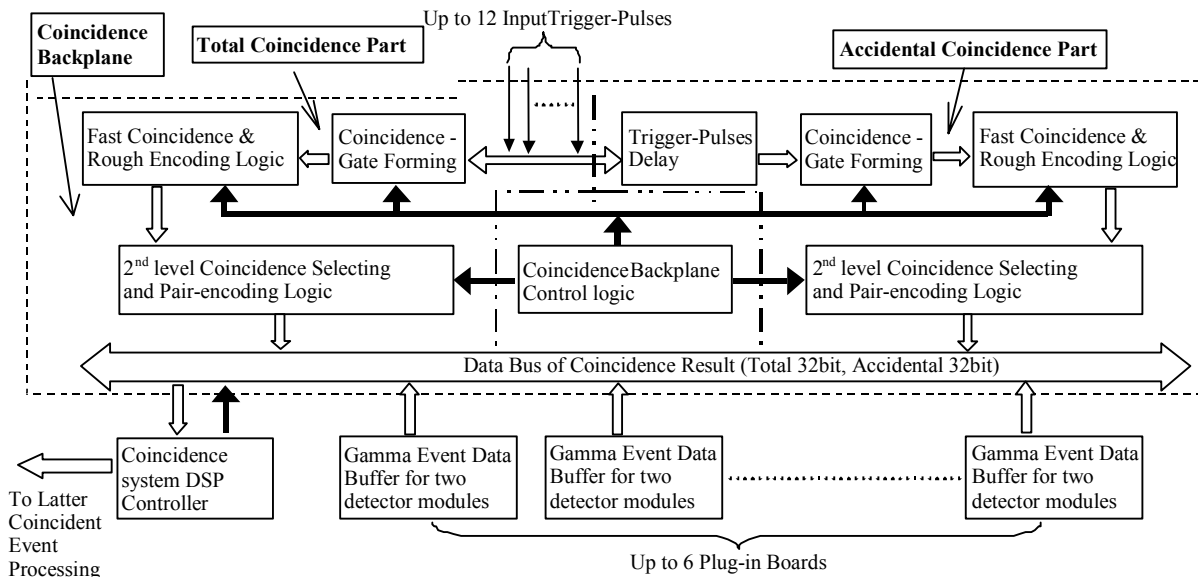 Up to 12 InputTrigger-Pulses
Coincidence
Backplane
Total Coincidence Part
Accidental Coincidence Part
Fast Coincidence &
Rough Encoding Logic
Coincidence -
Gate Forming
Trigger-Pulses
Delay
Coincidence -
Gate Forming
Fast Coincidence &
Rough Encoding Logic
2nd level Coincidence Selecting
and Pair-encoding Logic
CoincidenceBackplane
Control logic
2nd level Coincidence Selecting
and Pair-encoding Logic
Data Bus of Coincidence Result (Total 32bit, Accidental 32bit)
Coincidence
system DSP
Controller
Gamma Event Data
Buffer for two
detector modules
Gamma Event Data
Buffer for two
detector modules
Gamma Event Data
Buffer for two
detector modules
To Latter
Coincident
Event
Processing
Up to 6 Plug-in Boards